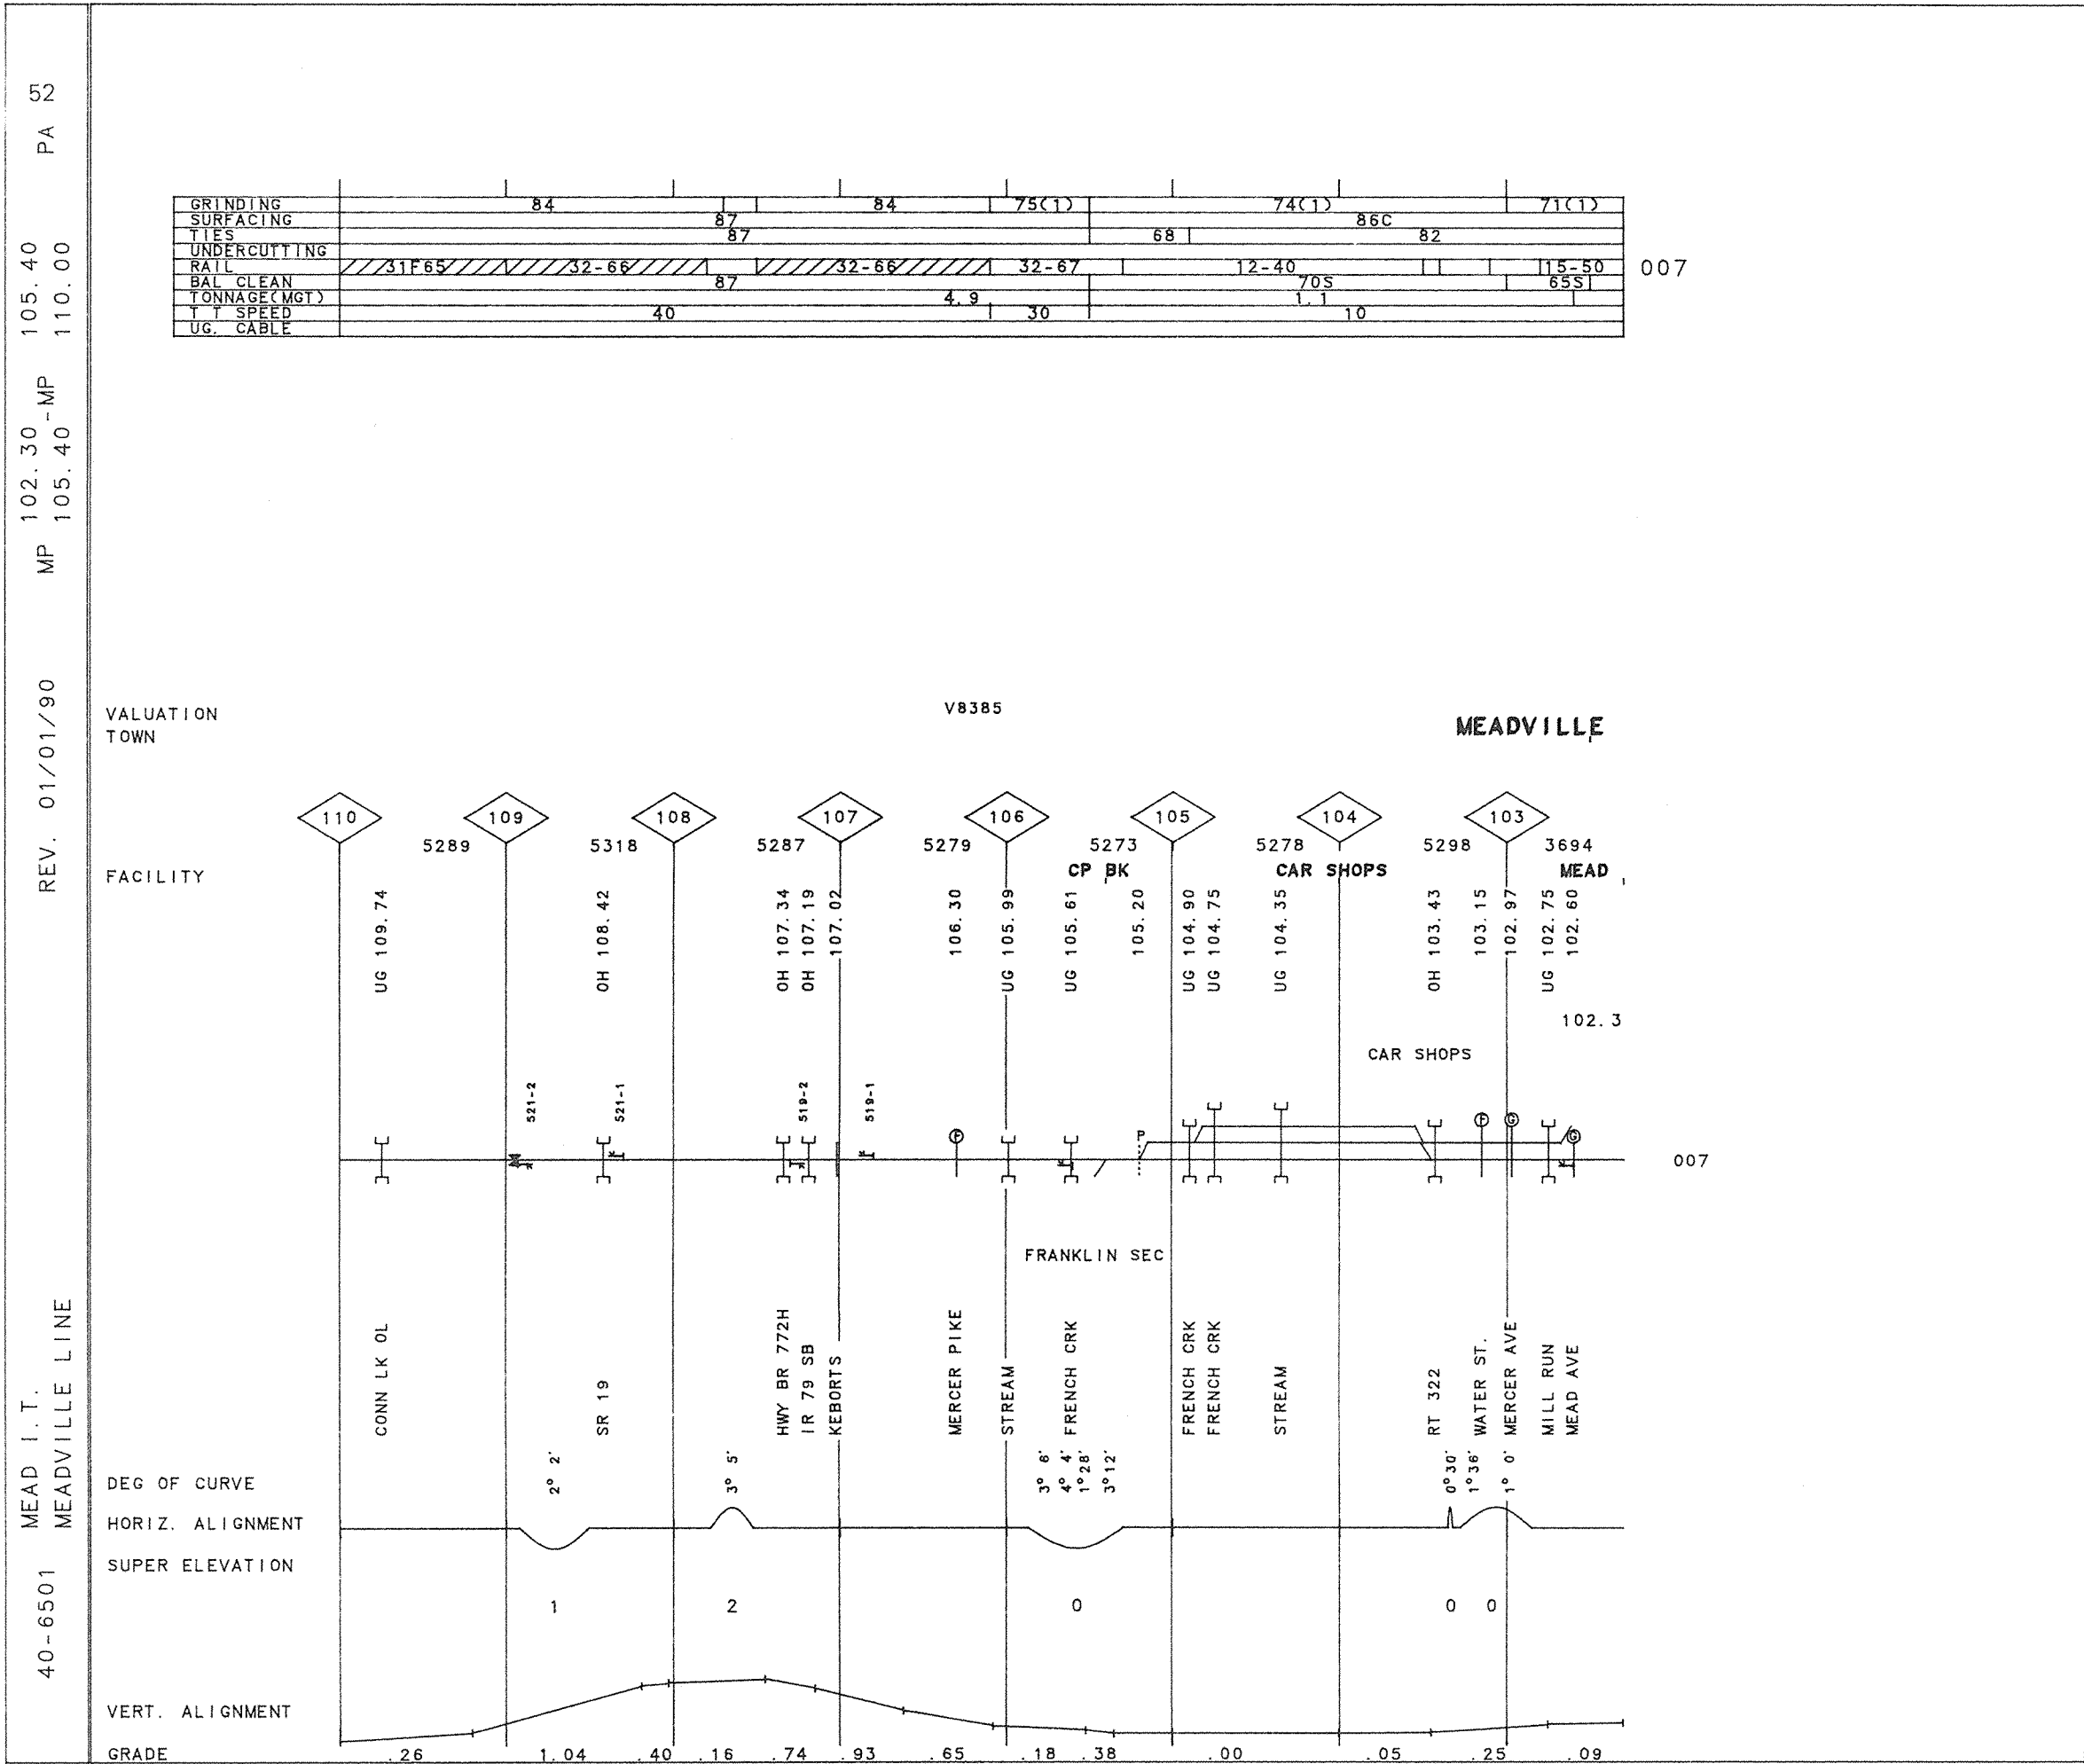 40-6501 MEAD I.T. REV. 01/01/90 MP 102.30-MP 105.40 PA 52
MEADVILLE LINE 105.40 110.00
GRINDING 84 84 75(1) 74(1) 71(1)
SURFACING 87 86C
TIES 87 68 82
UNDERCUTTING
RAIL 31F65 32-66 32-66 32-67 12-40 15-50 007
BAL CLEAN 87 70S 65S
TONNAGE(MGT) 4.9 1.1
T T SPEED 40 30 10
UG. CABLE
VALUATION V8385
TOWN MEADVILLE
110 109 108 107 106 105 104 103
5289 5318 5287 5279 5273 5278 5298 3694
FACILITY CP BK CAR SHOPS MEAD
UG 109.74
OH 108.42
OH 107.34
OH 107.19
107.02
106.30
UG 105.99
UG 105.61
105.20
UG 104.90
UG 104.75
UG 104.35
OH 103.43
103.15
102.97
UG 102.75
102.60
102.3
CAR SHOPS
521-2
521-1
519-2
519-1
F P F G G
007
FRANKLIN SEC
CONN LK OL
SR 19
HWY BR 772H
IR 79 SB
KEBORTS
MERCER PIKE
STREAM
FRENCH CRK
FRENCH CRK
FRENCH CRK
STREAM
RT 322
WATER ST.
MERCER AVE
MILL RUN
MEAD AVE
DEG OF CURVE 2° 2' 3° 5' 3° 6' 4° 4' 1°28' 3°12' 0°30' 1°36' 1° 0'
HORIZ. ALIGNMENT
SUPER ELEVATION
1 2 0 0 0
VERT. ALIGNMENT
GRADE .26 1.04 .40 .16 .74 .93 .65 .18 .38 .00 .05 .25 .09